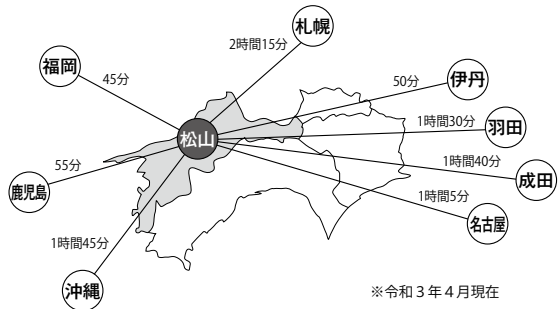 札幌
2時間15分
福岡
45分
50分
伊丹
1時間30分
羽田
松山
1時間40分
成田
55分
鹿児島
1時間5分
名古屋
1時間45分
沖縄
※令和3年4月現在